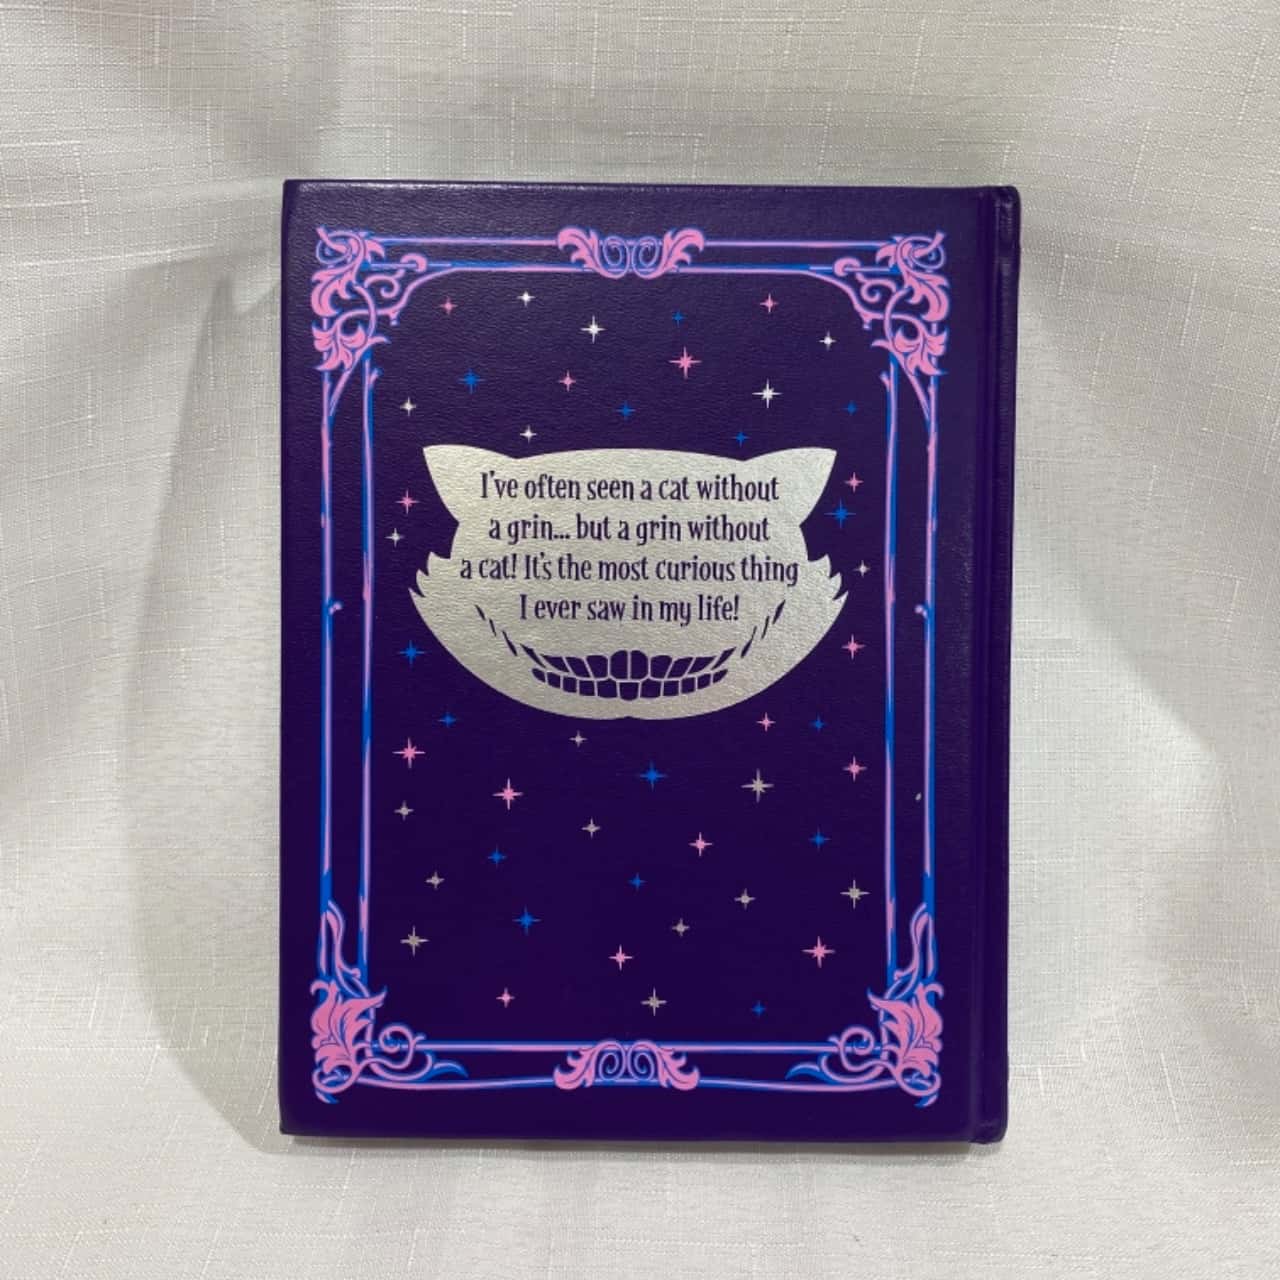 I've often seen a cat without
a grin... but a grin without
a cat! It's the most curious thing
I ever saw in my life!